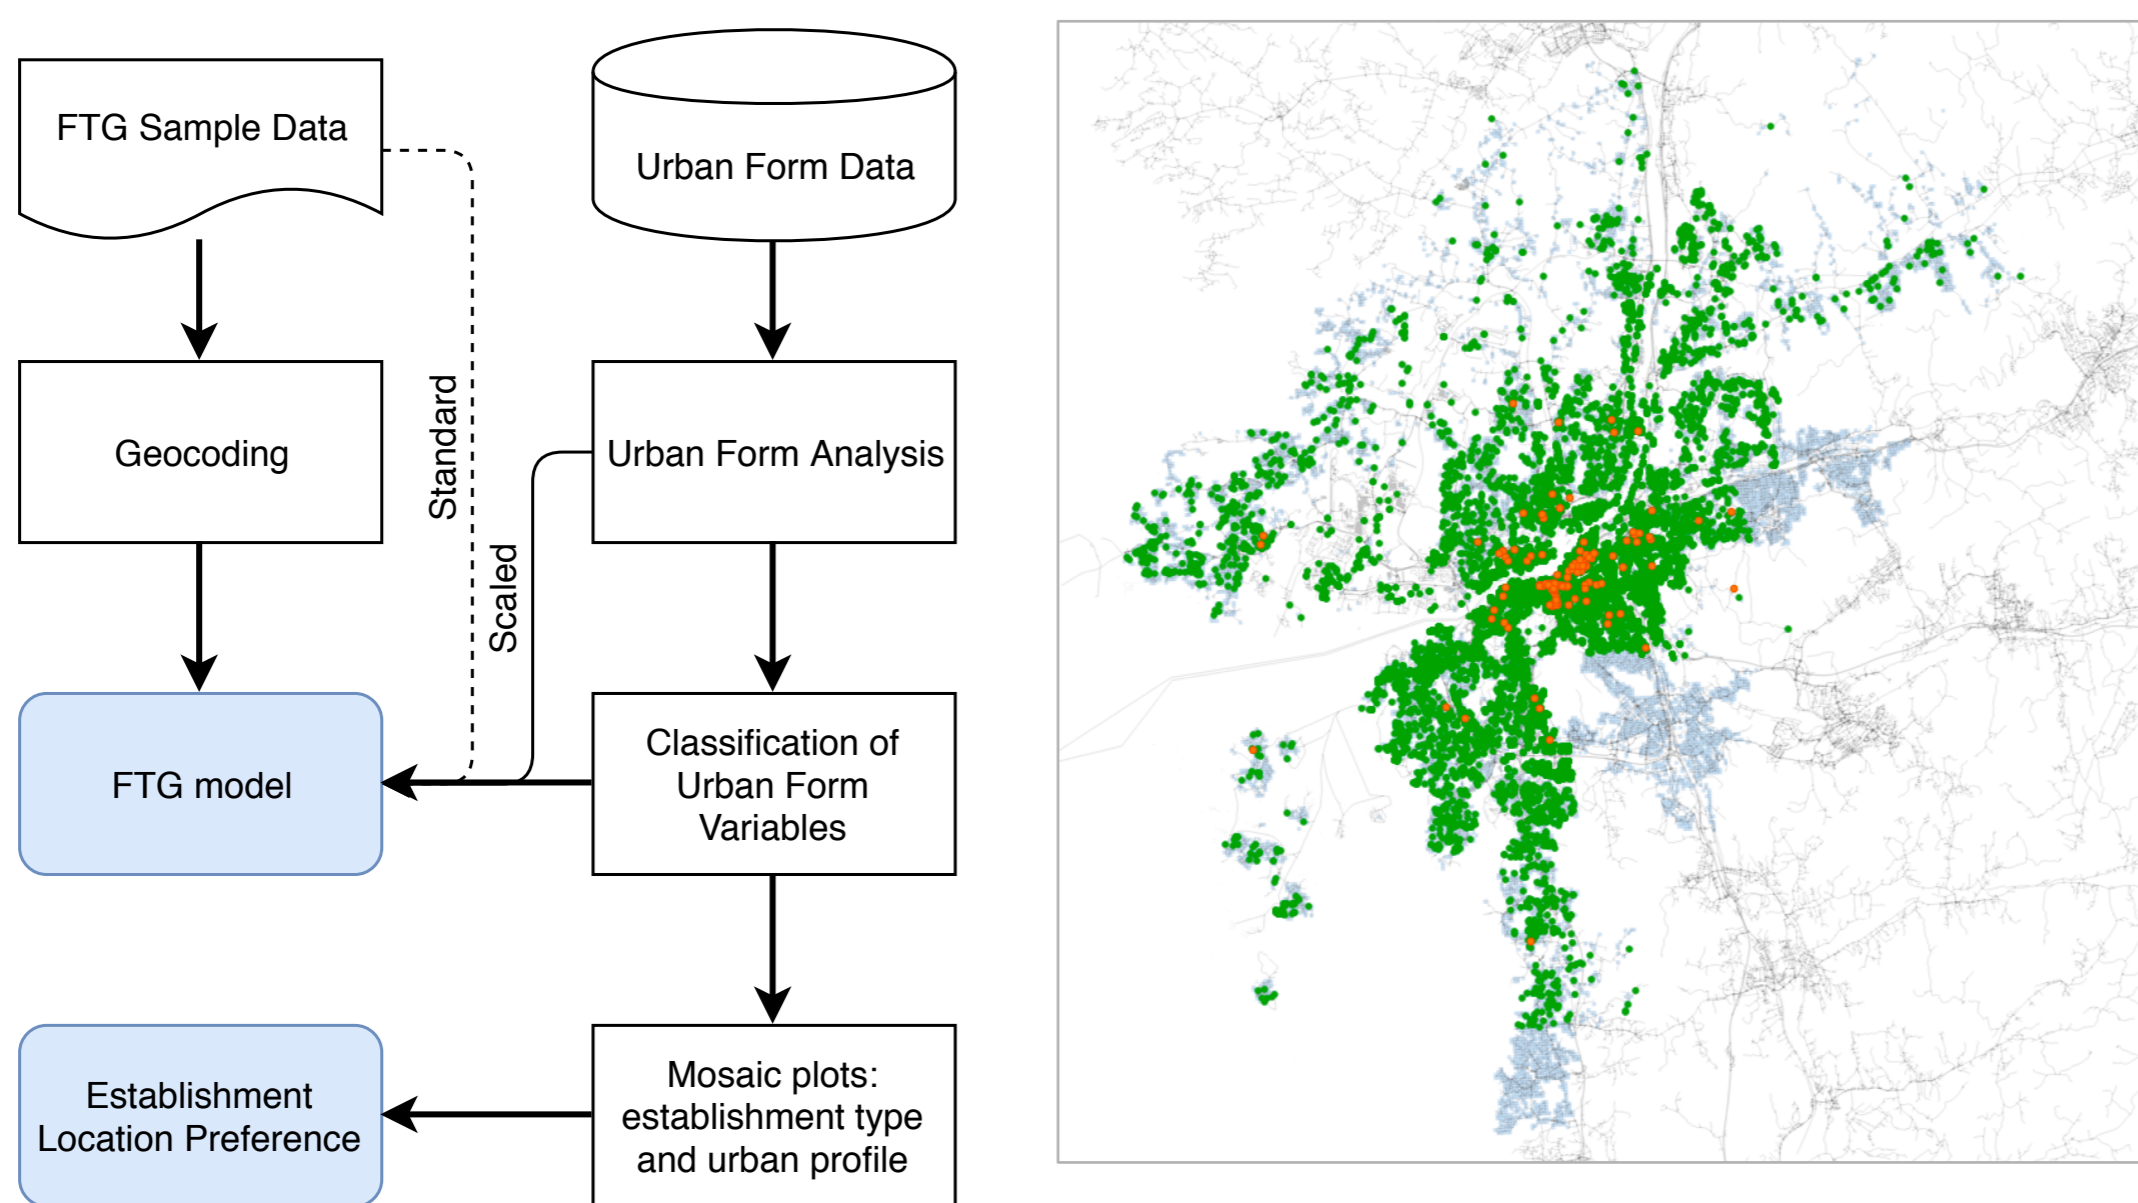 FTG Sample Data
Urban Form Data
Geocoding
Standard
Scaled
Urban Form Analysis
FTG model
Classification of
Urban Form
Variables
Establishment
Location Preference
Mosaic plots:
establishment type
and urban profile